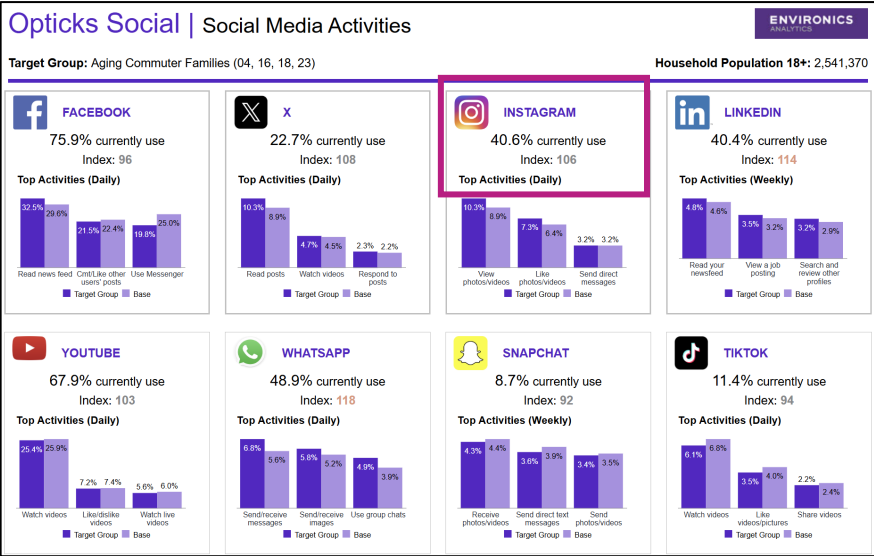 Opticks Social | Social Media Activities
ENVIRONICS
ANALYTICS
Target Group: Aging Commuter Families (04, 16, 18, 23)
Household Population 18+: 2,541,370
FACEBOOK
75.9% currently use
Index: 96
Top Activities (Daily)
32.5% 29.6%
21.5% 22.4%
19.8% 25.0%
Read news feed
Cmt/Like other users' posts
Use Messenger
Target Group Base
X
22.7% currently use
Index: 108
Top Activities (Daily)
10.3% 8.9%
4.7% 4.5%
2.3% 2.2%
Read posts
Watch videos
Respond to posts
Target Group Base
INSTAGRAM
40.6% currently use
Index: 106
Top Activities (Daily)
10.3% 8.9%
7.3% 6.4%
3.2% 3.2%
View photos/videos
Like photos/videos
Send direct messages
Target Group Base
in
LINKEDIN
40.4% currently use
Index: 114
Top Activities (Weekly)
4.8% 4.6%
3.5% 3.2%
3.2% 2.9%
Read your newsfeed
View a job posting
Search and review other profiles
Target Group Base
YOUTUBE
67.9% currently use
Index: 103
Top Activities (Daily)
25.4% 25.9%
7.2% 7.4%
5.6% 6.0%
Watch videos
Like/dislike videos
Watch live videos
Target Group Base
WHATSAPP
48.9% currently use
Index: 118
Top Activities (Daily)
6.8% 5.6%
5.8% 5.2%
4.9% 3.9%
Send/receive messages
Send/receive images
Use group chats
Target Group Base
SNAPCHAT
8.7% currently use
Index: 92
Top Activities (Weekly)
4.3% 4.4%
3.6% 3.9%
3.4% 3.5%
Receive photos/videos
Send direct text messages
Send photos/videos
Target Group Base
TIKTOK
11.4% currently use
Index: 94
Top Activities (Daily)
6.1% 6.8%
3.5% 4.0%
2.2% 2.4%
Watch videos
Like videos/pictures
Share videos
Target Group Base